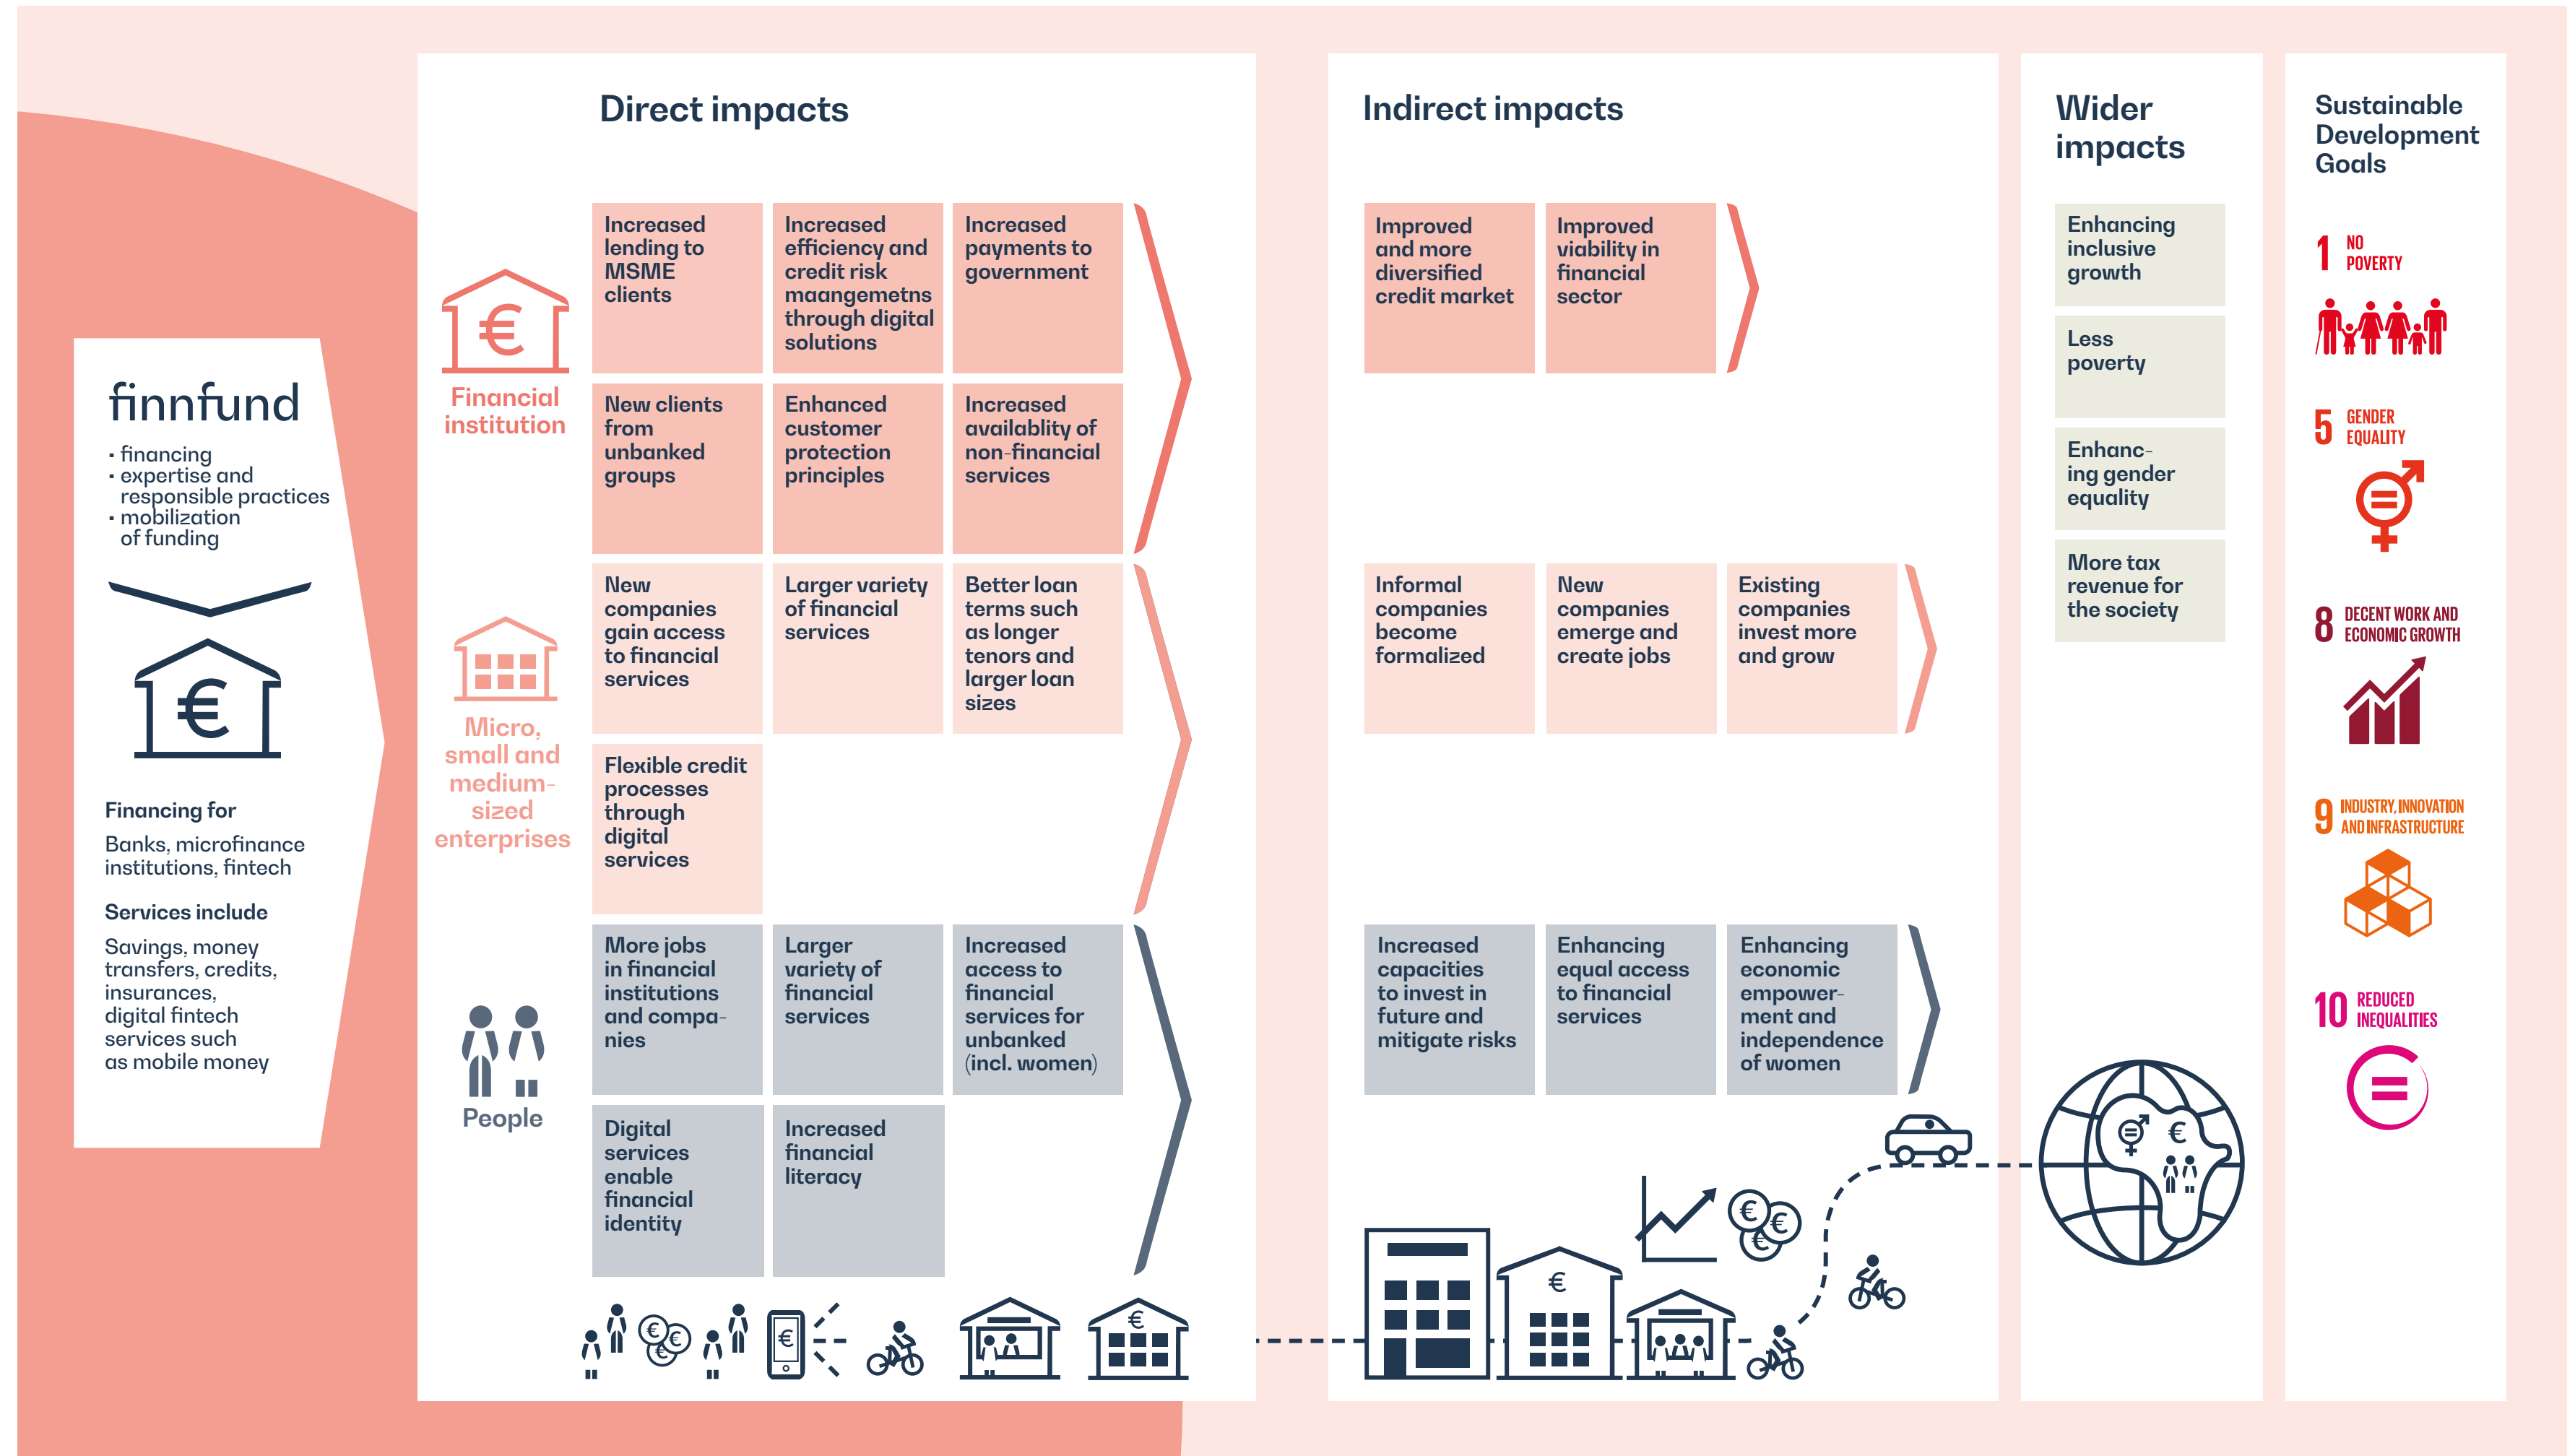 finnfund
· financing
· expertise and
responsible practices
· mobilization
of funding
€
Financing for
Banks, microfinance
institutions, fintech
Services include
Savings, money
transfers, credits,
insurances,
digital fintech
services such
as mobile money
Direct impacts
€
Financial
institution
Increased
lending to
MSME
clients
Increased
efficiency and
credit risk
maangemetns
through digital
solutions
Increased
payments to
government
New clients
from
unbanked
groups
Enhanced
customer
protection
principles
Increased
availablity of
non-financial
services
Micro,
small and
medium-
sized
enterprises
New
companies
gain access
to financial
services
Larger variety
of financial
services
Better loan
terms such
as longer
tenors and
larger loan
sizes
Flexible credit
processes
through
digital
services
People
More jobs
in financial
institutions
and compa-
nies
Larger
variety of
financial
services
Increased
access to
financial
services for
unbanked
(incl. women)
Digital
services
enable
financial
identity
Increased
financial
literacy
€
€
€
€
€
Indirect impacts
Improved
and more
diversified
credit market
Improved
viability in
financial
sector
Informal
companies
become
formalized
New
companies
emerge and
create jobs
Existing
companies
invest more
and grow
Increased
capacities
to invest in
future and
mitigate risks
Enhancing
equal access
to financial
services
Enhancing
economic
empower-
ment and
independence
of women
€
€
€
€
Wider
impacts
Enhancing
inclusive
growth
Less
poverty
Enhanc-
ing gender
equality
More tax
revenue for
the society
€
Sustainable
Development
Goals
1 NO
POVERTY
5 GENDER
EQUALITY
8 DECENT WORK AND
ECONOMIC GROWTH
9 INDUSTRY, INNOVATION
AND INFRASTRUCTURE
10 REDUCED
INEQUALITIES